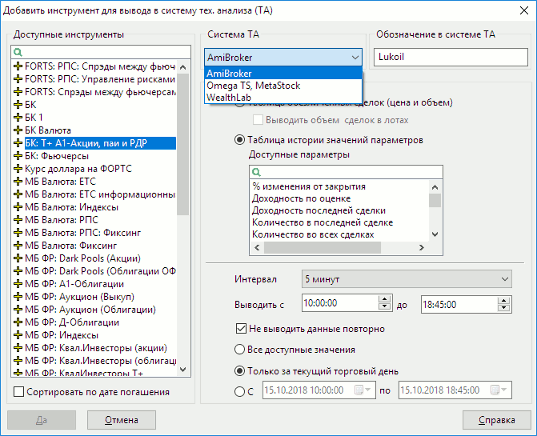 Добавить инструмент для вывода в систему тех. анализа (TA)
Доступные инструменты
FORTS: РПС: Спрэды между фьюче
FORTS: РПС: Управление рисками
FORTS: Спрэды между фьючерсам
БК
БК 1
БК Валюта
БК: Т+ А1-Акции, паи и РДР
БК: Фьючерсы
Курс доллара на ФОРТС
МБ Валюта: ETC
МБ Валюта: ETC информационны
МБ Валюта: Индексы
МБ Валюта: РПС
МБ Валюта: РПС: Фиксинг
МБ Валюта: Фиксинг
МБ ФР: Dark Pools (Акции)
МБ ФР: Dark Pools (Облигации ОФ
МБ ФР: А1-Облигации
МБ ФР: Аукцион (Выкуп)
МБ ФР: Аукцион (Облигации)
МБ ФР: Д-Облигации
МБ ФР: Индексы
МБ ФР: Квал.Инвесторы (акции)
МБ ФР: Квал.Инвесторы (облигац
МБ ФР: КвалИнвесторы Т+
Сортировать по дате погашения
Система ТА
AmiBroker
AmiBroker
Omega TS, MetaStock
WealthLab
Обозначение в системе ТА
Lukoil
Таблица обезличенных сделок (цена и объем)
Выводить объем сделок в лотах
Таблица истории значений параметров
Доступные параметры
% изменения от закрытия
Доходность по оценке
Доходность последней сделки
Количество в последней сделке
Количество во всех сделках
Интервал
5 минут
Выводить с
10:00:00
до
18:45:00
Не выводить данные повторно
Все доступные значения
Только за текущий торговый день
С
15.10.2018 10:00:00
по
15.10.2018 18:45:00
Да
Отмена
Справка